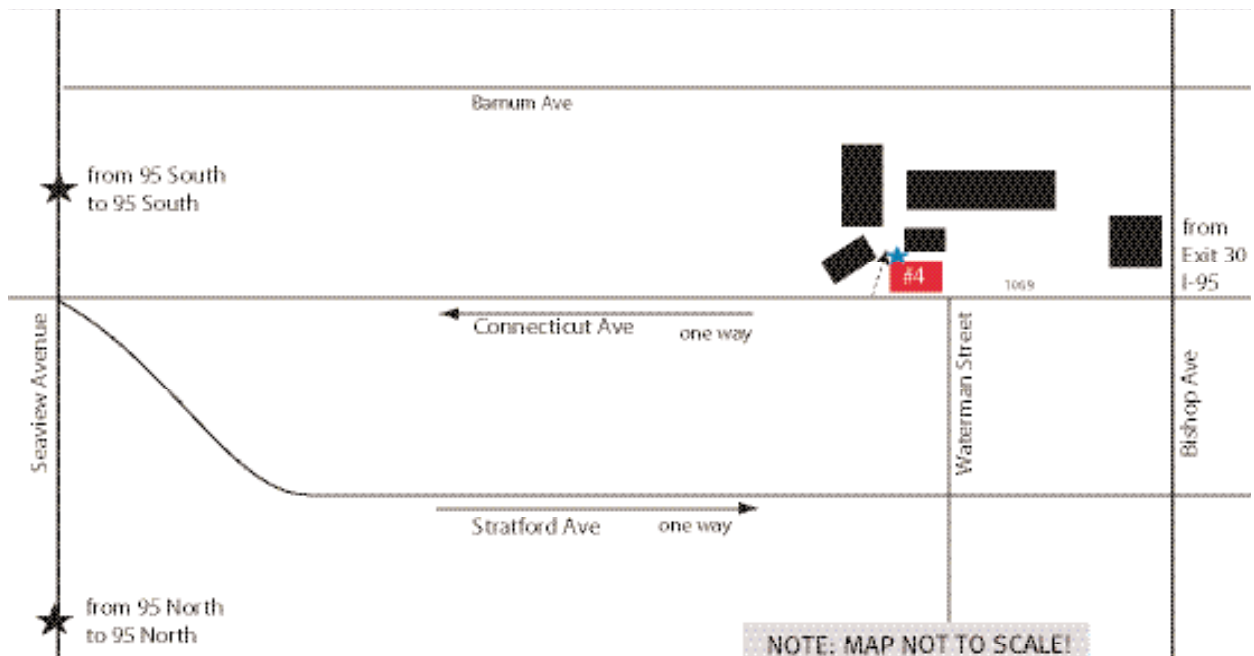 Barnum Ave
from 95 South
to 95 South
from
Exit 30
I-95
#4
1069
Connecticut Ave
one way
Seaview Avenue
Waterman Street
Bishop Ave
Stratford Ave
one way
from 95 North
to 95 North
NOTE: MAP NOT TO SCALE!